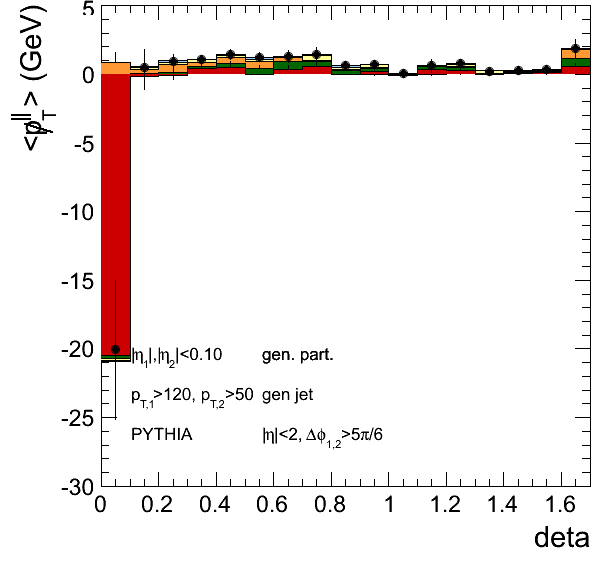 <p̸_T^||> (GeV)
5
0
-5
-10
-15
-20
-25
-30
|η₁|,|η₂|<0.10 gen. part.
p_T,1>120, p_T,2>50 gen jet
PYTHIA |η|<2, Δϕ₁,₂>5π/6
0 0.2 0.4 0.6 0.8 1 1.2 1.4 1.6
deta